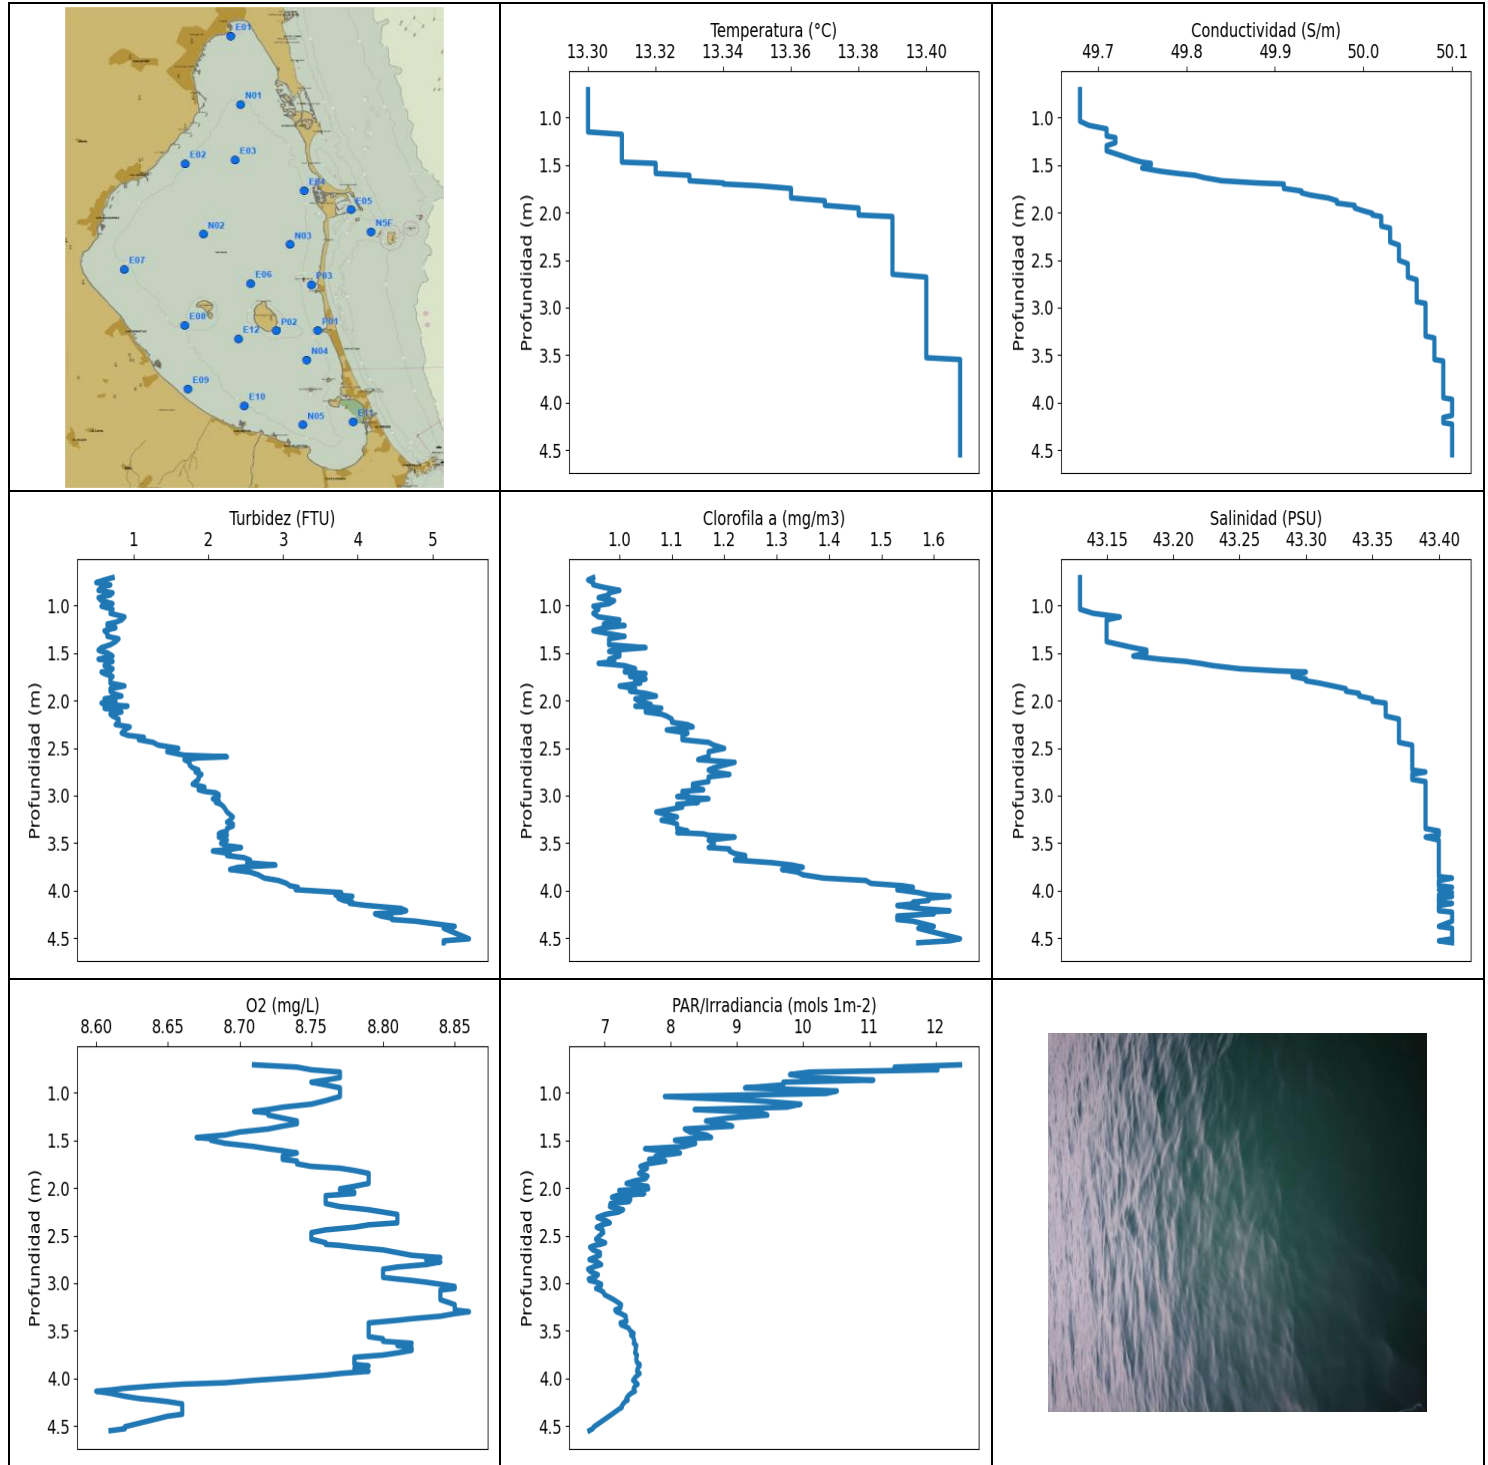 E01
N01
E02
E03
E04
E05
N5F
N02
N03
E07
E06
P03
E08
P02
P01
E12
N04
E09
E10
N05
E11
Temperatura (°C)
13.30 13.32 13.34 13.36 13.38 13.40
Profundidad (m)
1.0
1.5
2.0
2.5
3.0
3.5
4.0
4.5
Conductividad (S/m)
49.7 49.8 49.9 50.0 50.1
Profundidad (m)
1.0
1.5
2.0
2.5
3.0
3.5
4.0
4.5
Turbidez (FTU)
1 2 3 4 5
Profundidad (m)
1.0
1.5
2.0
2.5
3.0
3.5
4.0
4.5
Clorofila a (mg/m3)
1.0 1.1 1.2 1.3 1.4 1.5 1.6
Profundidad (m)
1.0
1.5
2.0
2.5
3.0
3.5
4.0
4.5
Salinidad (PSU)
43.15 43.20 43.25 43.30 43.35 43.40
Profundidad (m)
1.0
1.5
2.0
2.5
3.0
3.5
4.0
4.5
O2 (mg/L)
8.60 8.65 8.70 8.75 8.80 8.85
Profundidad (m)
1.0
1.5
2.0
2.5
3.0
3.5
4.0
4.5
PAR/Irradiancia (mols 1m-2)
7 8 9 10 11 12
Profundidad (m)
1.0
1.5
2.0
2.5
3.0
3.5
4.0
4.5